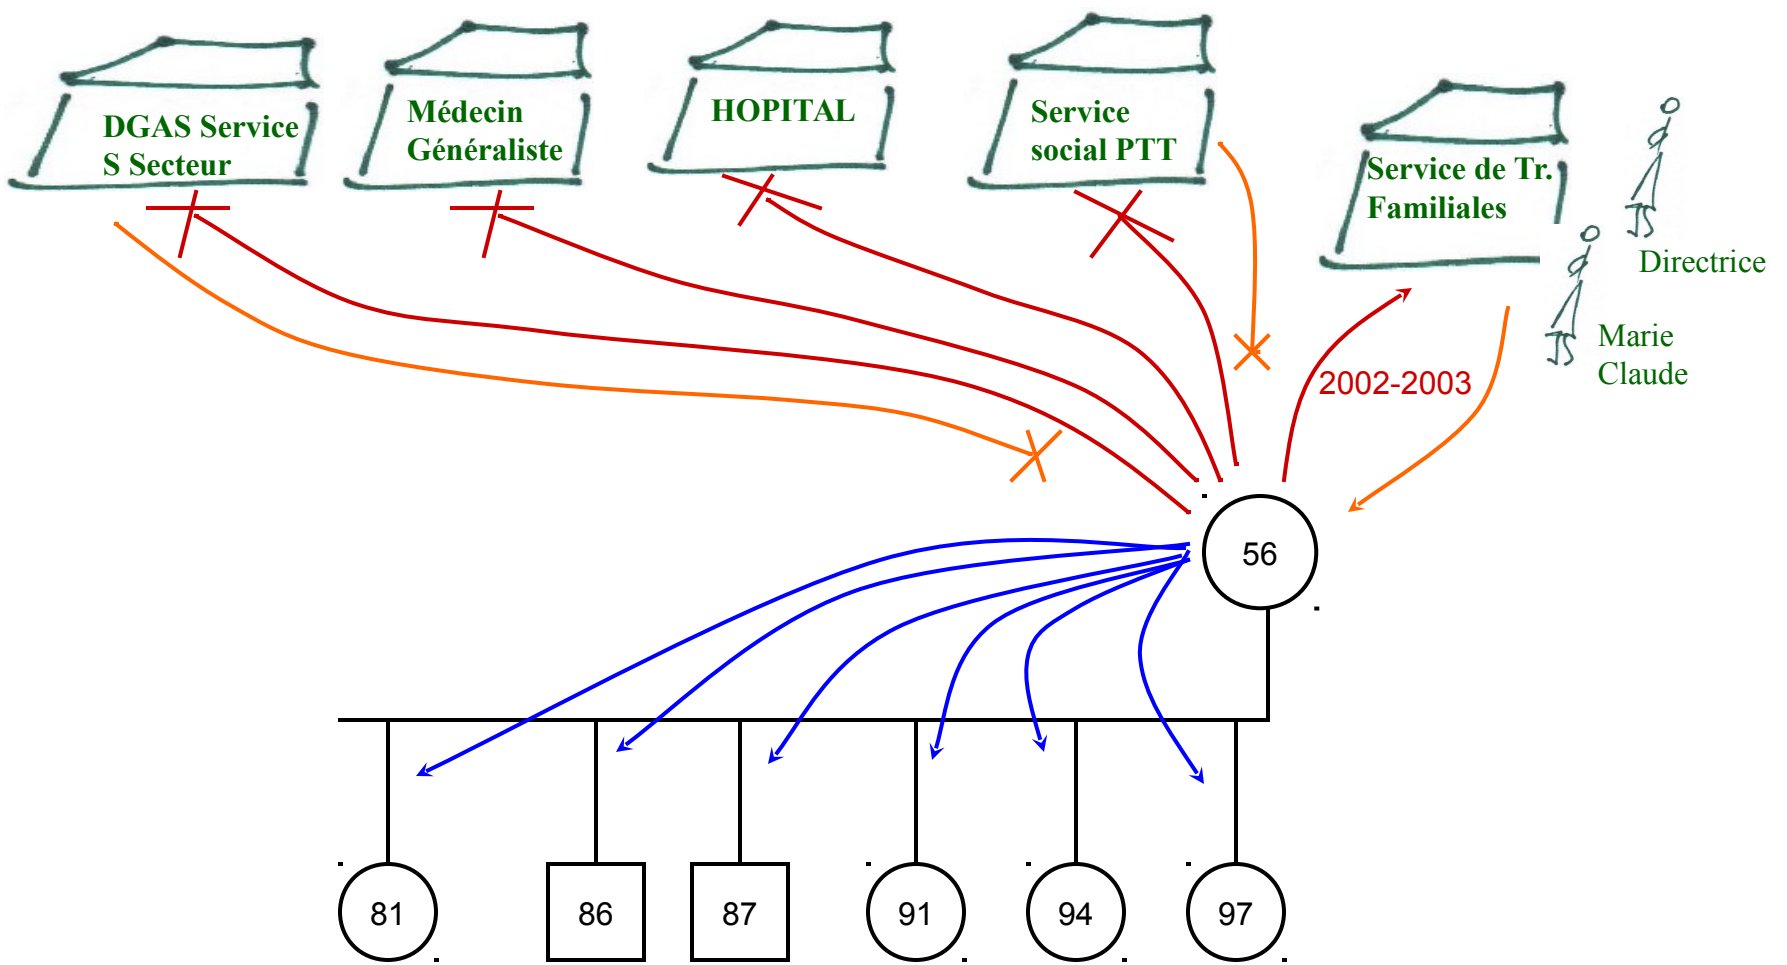 DGAS Service
S Secteur
Médecin
Généraliste
HOPITAL
Service
social PTT
Service de Tr.
Familiales
Directrice
Marie
Claude
2002-2003
56
81
86
87
91
94
97